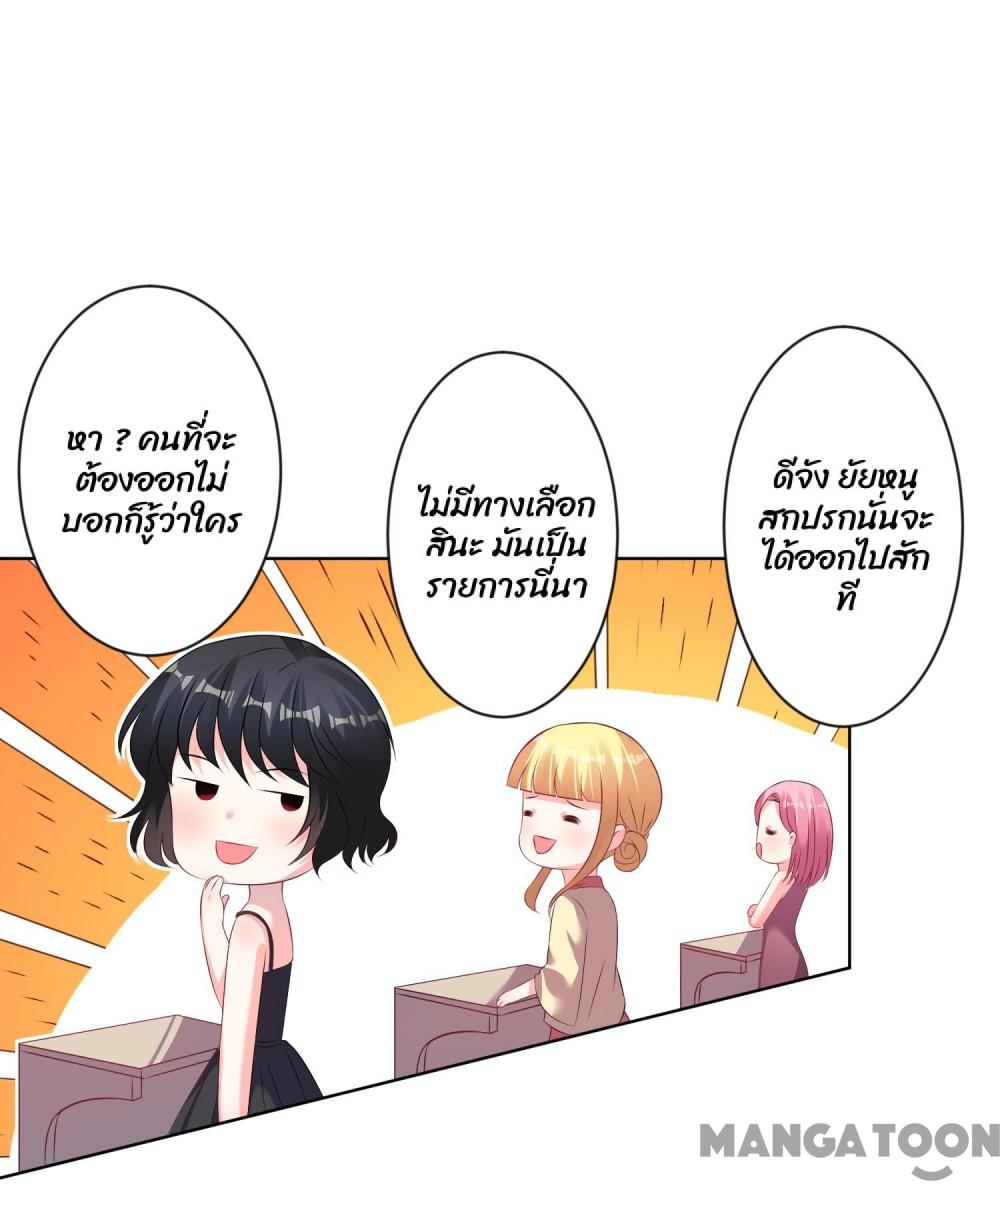 หา ? คนที่จะ
ต้องออกไม่
บอกก็รู้ว่าใคร
ไม่มีทางเลือก
สินะ มันเป็น
รายการนี่นา
ดีจัง ยัยหนู
สกปรกนั่นจะ
ได้ออกไปสัก
ที
MANGATOON